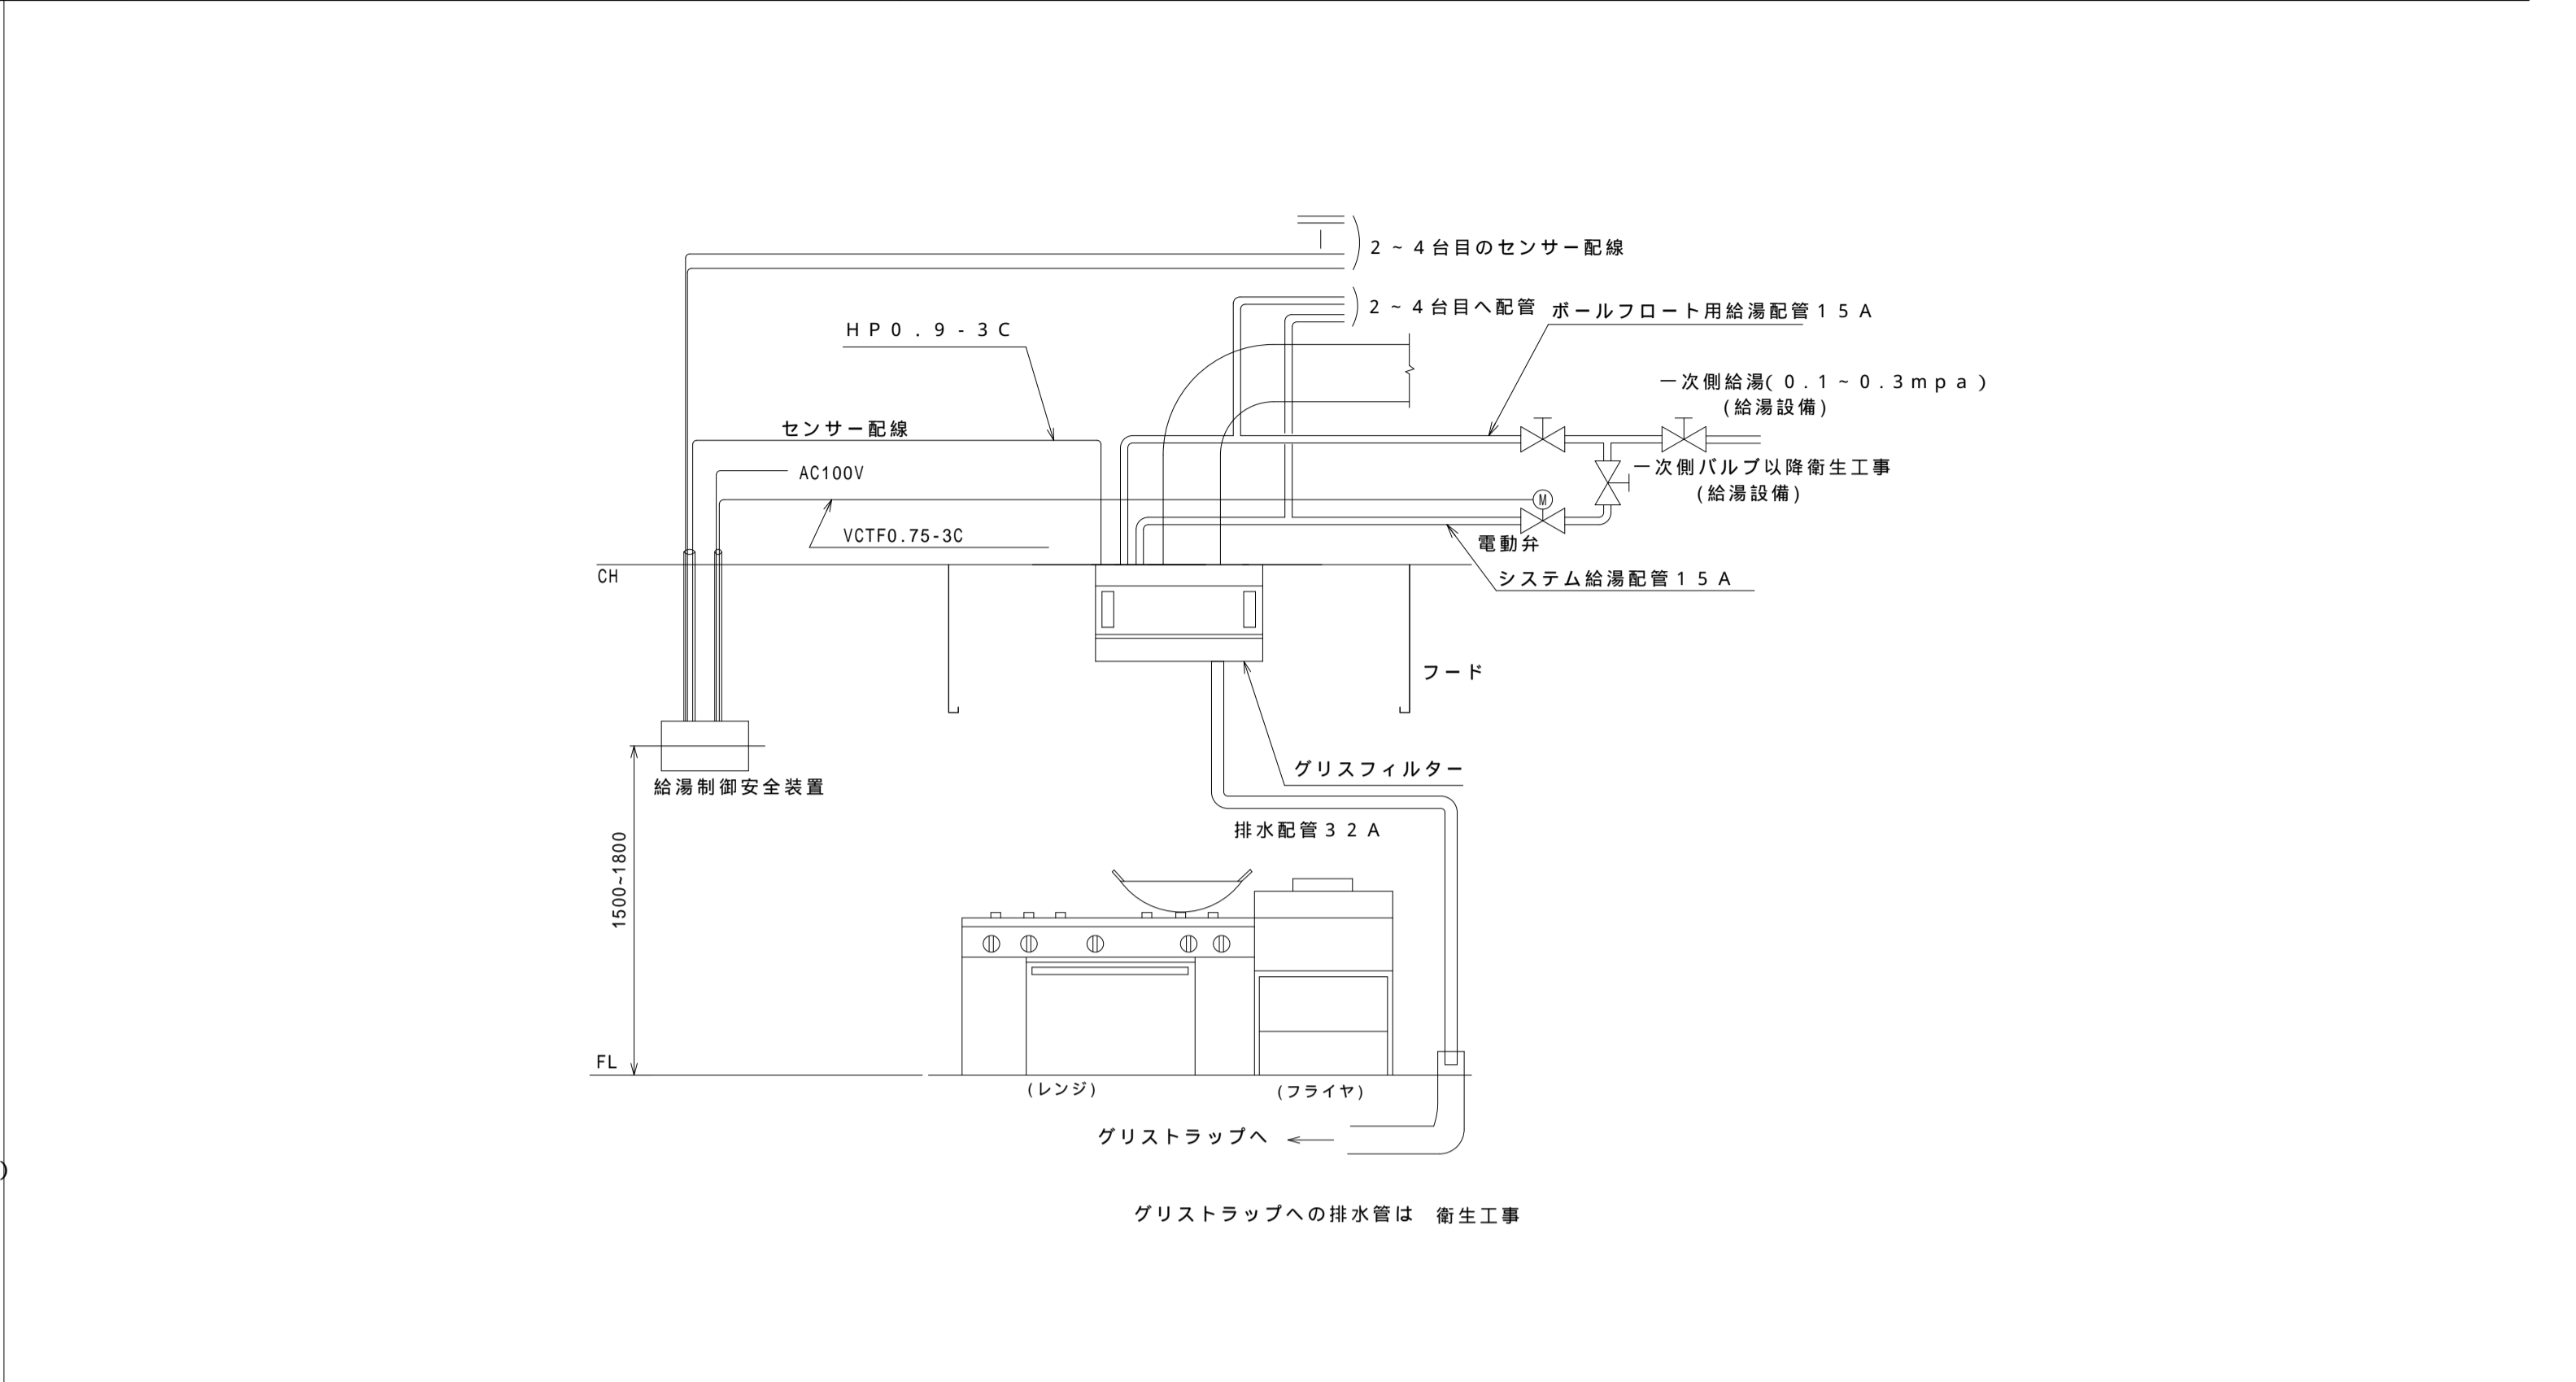 2~4台目のセンサー配線
2~4台目へ配管
ボールフロート用給湯配管15A
HP0.9-3C
一次側給湯(0.1~0.3mpa)
(給湯設備)
センサー配線
AC100V
一次側バルブ以降衛生工事
(給湯設備)
M
VCTF0.75-3C
電動弁
CH
システム給湯配管15A
フード
グリスフィルター
給湯制御安全装置
排水配管32A
1500~1800
FL
(レンジ)
(フライヤ)
グリストラップへ
)
グリストラップへの排水管は 衛生工事